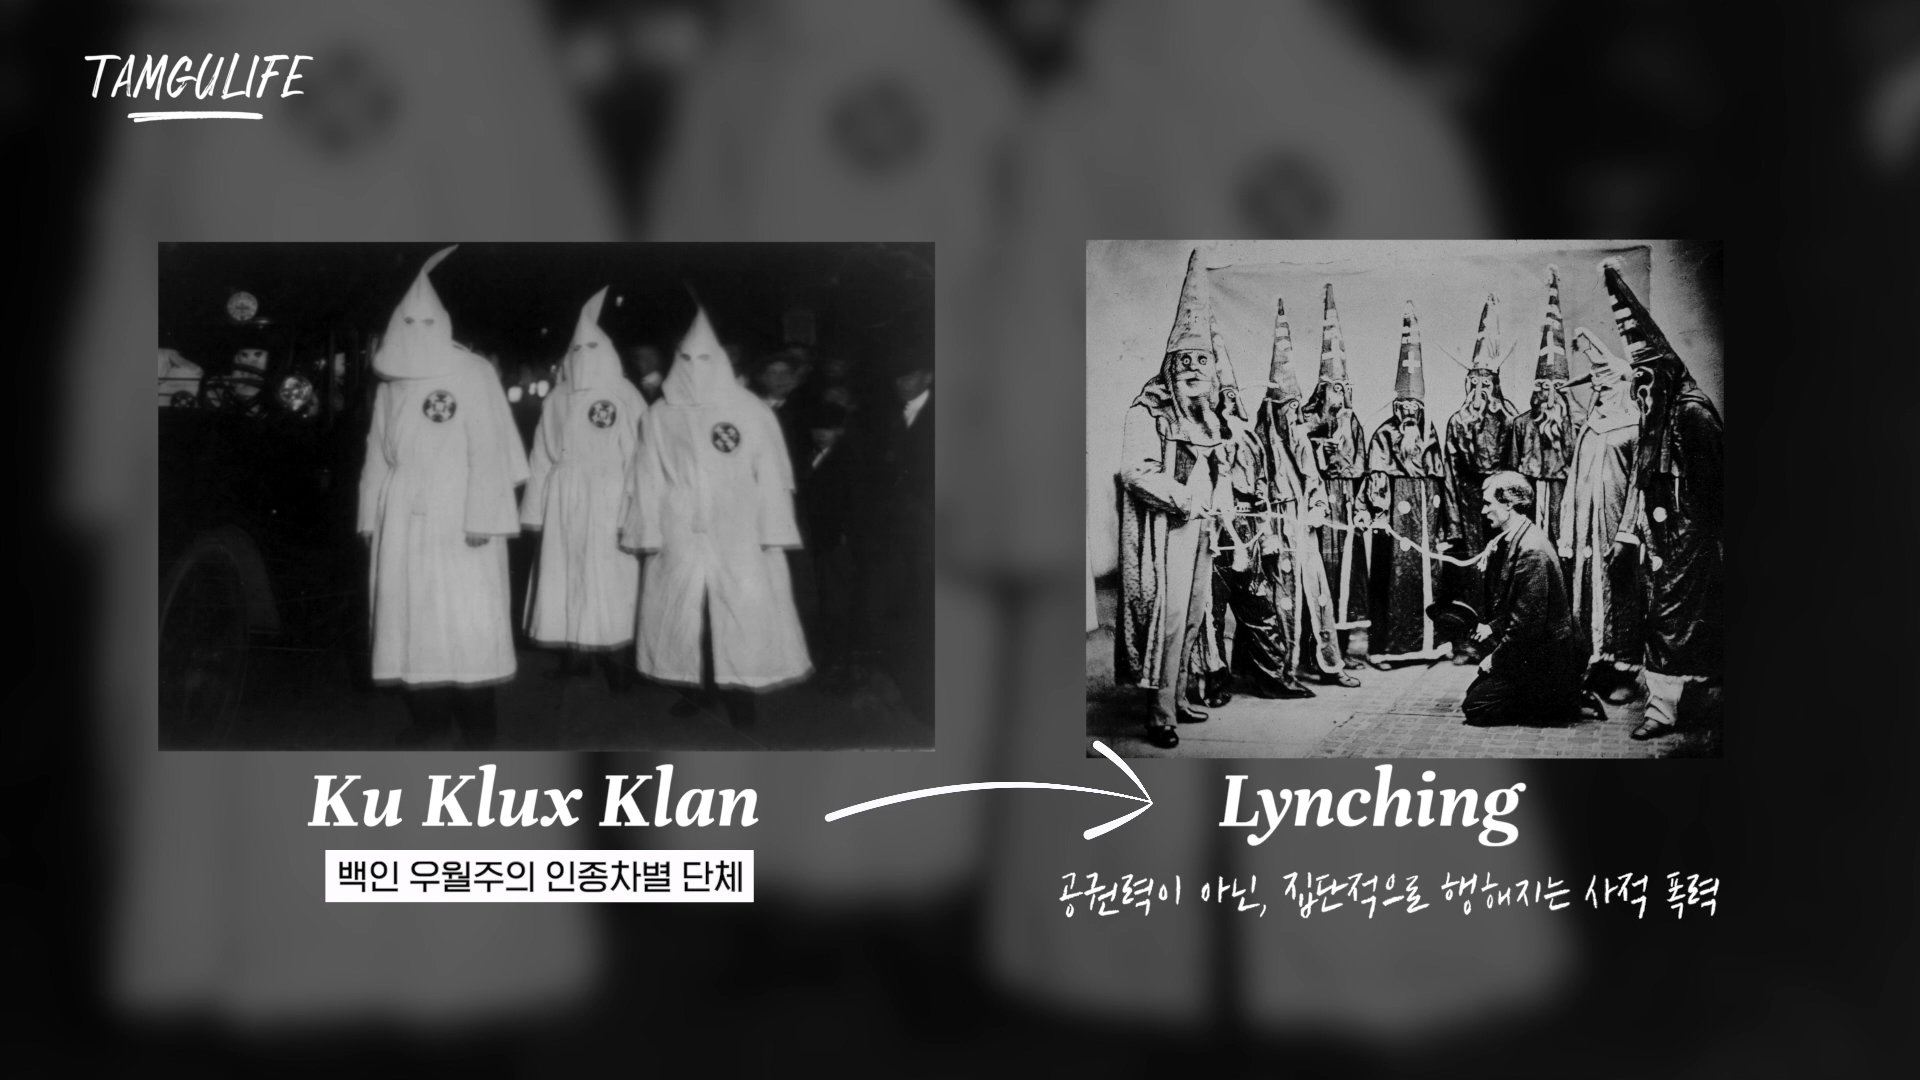 TAMGULIFE
Ku Klux Klan
백인 우월주의 인종차별 단체
Lynching
공권력이 아닌, 집단적으로 행해지는 사적 폭력